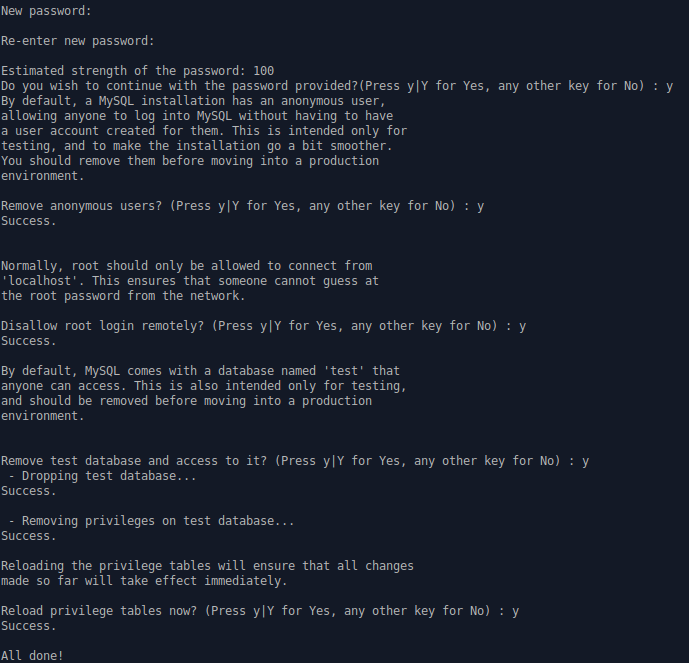 New password:
Re-enter new password:
Estimated strength of the password: 100
Do you wish to continue with the password provided?(Press y|Y for Yes, any other key for No) : y
By default, a MySQL installation has an anonymous user,
allowing anyone to log into MySQL without having to have
a user account created for them. This is intended only for
testing, and to make the installation go a bit smoother.
You should remove them before moving into a production
environment.
Remove anonymous users? (Press y|Y for Yes, any other key for No) : y
Success.
Normally, root should only be allowed to connect from
'localhost'. This ensures that someone cannot guess at
the root password from the network.
Disallow root login remotely? (Press y|Y for Yes, any other key for No) : y
Success.
By default, MySQL comes with a database named 'test' that
anyone can access. This is also intended only for testing,
and should be removed before moving into a production
environment.
Remove test database and access to it? (Press y|Y for Yes, any other key for No) : y
 - Dropping test database...
Success.
 - Removing privileges on test database...
Success.
Reloading the privilege tables will ensure that all changes
made so far will take effect immediately.
Reload privilege tables now? (Press y|Y for Yes, any other key for No) : y
Success.
All done!